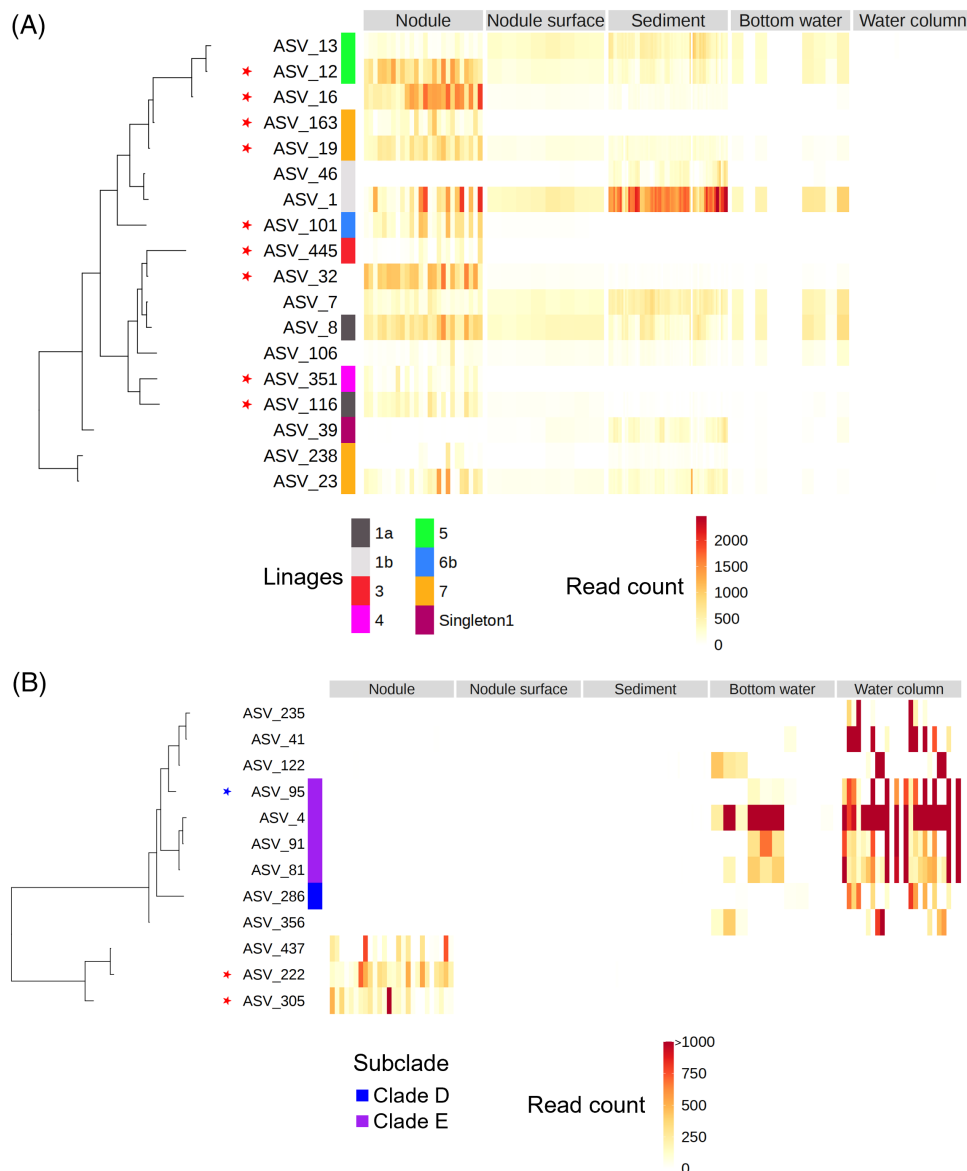 (A)
Nodule Nodule surface Sediment Bottom water Water column
ASV_13
ASV_12
ASV_16
ASV_163
ASV_19
ASV_46
ASV_1
ASV_101
ASV_445
ASV_32
ASV_7
ASV_8
ASV_106
ASV_351
ASV_116
ASV_39
ASV_238
ASV_23
Linages
1a
1b
3
4
5
6b
7
Singleton1
Read count
2000
1500
1000
500
0
(B)
Nodule Nodule surface Sediment Bottom water Water column
ASV_235
ASV_41
ASV_122
ASV_95
ASV_4
ASV_91
ASV_81
ASV_286
ASV_356
ASV_437
ASV_222
ASV_305
Subclade
Clade D
Clade E
Read count
>1000
750
500
250
0